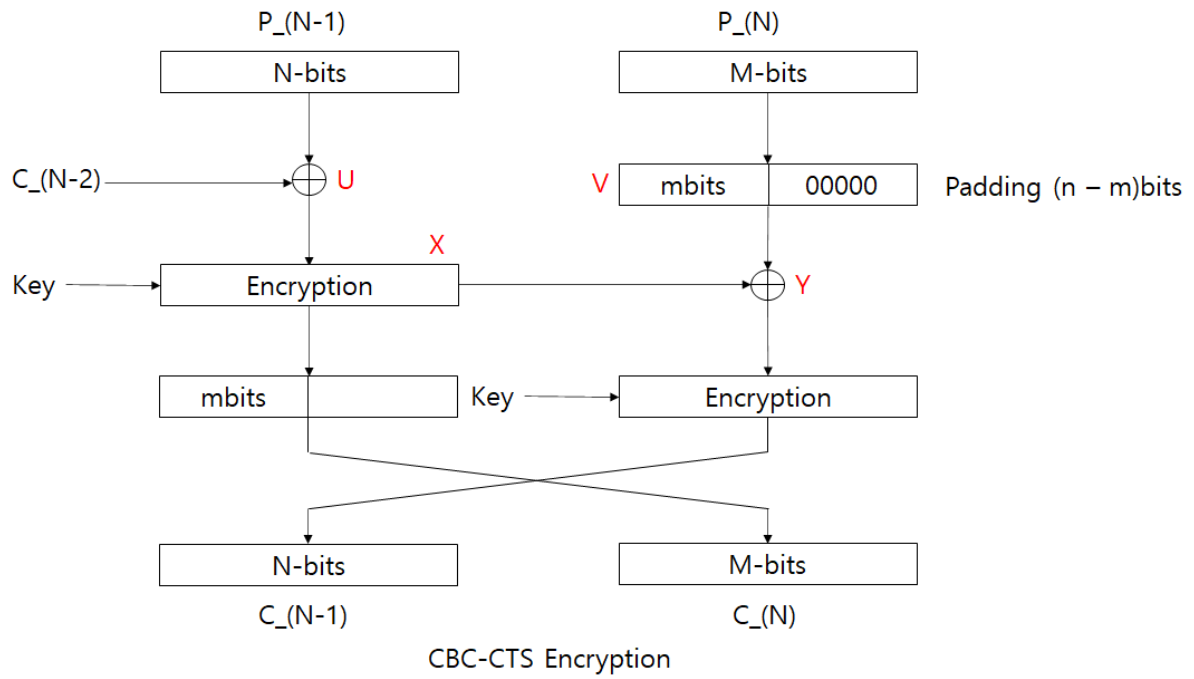 P_(N-1)
P_(N)
N-bits
M-bits
C_(N-2)
U
V
mbits
00000
Padding (n – m)bits
X
Key
Encryption
Y
mbits
Key
Encryption
N-bits
M-bits
C_(N-1)
C_(N)
CBC-CTS Encryption